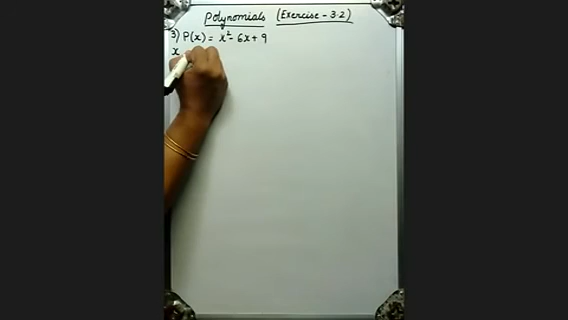 Polynomials (Exercise - 3.2)
3) P(x) = x² - 6x + 9
x